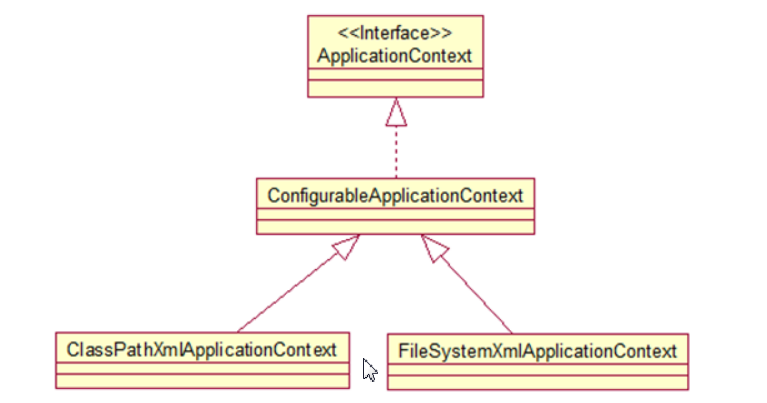 <<Interface>>
ApplicationContext
ConfigurableApplicationContext
ClassPathXmlApplicationContext
FileSystemXmlApplicationContext